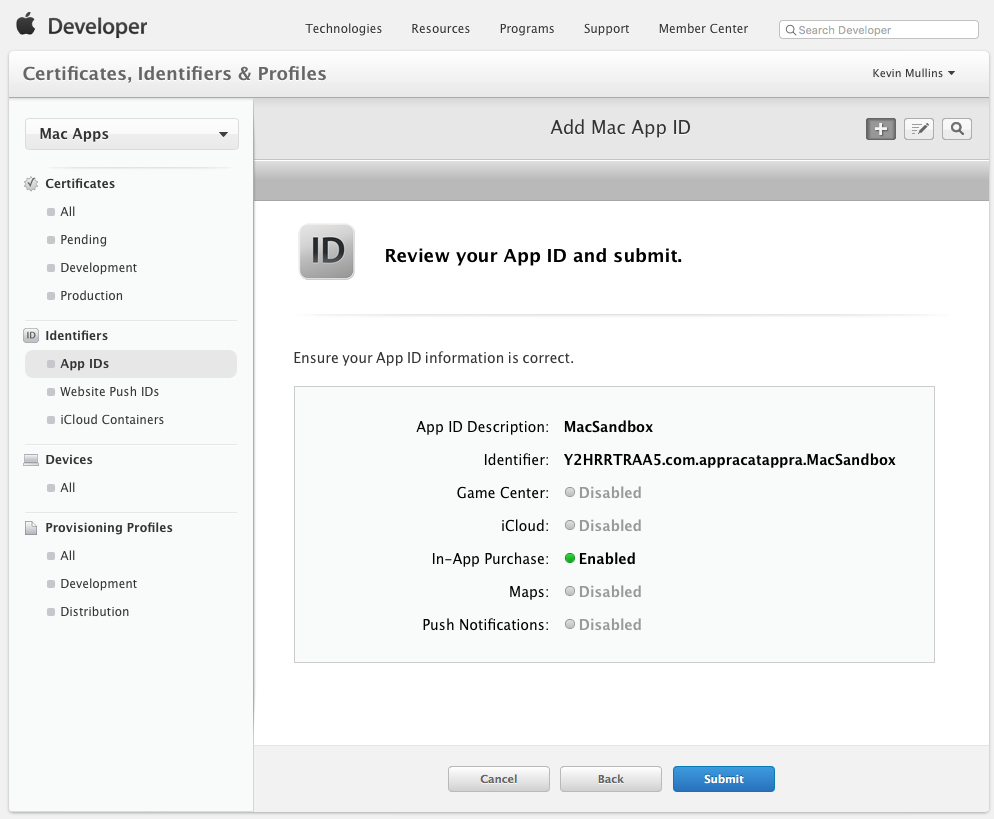 Developer
Technologies Resources Programs Support Member Center Search Developer
Certificates, Identifiers & Profiles
Kevin Mullins
Mac Apps
Add Mac App ID
Certificates
All
Pending
Development
Production
ID Identifiers
App IDs
Website Push IDs
iCloud Containers
Devices
All
Provisioning Profiles
All
Development
Distribution
ID
Review your App ID and submit.
Ensure your App ID information is correct.
App ID Description: MacSandbox
Identifier: Y2HRRTRAA5.com.appracatappra.MacSandbox
Game Center: Disabled
iCloud: Disabled
In-App Purchase: Enabled
Maps: Disabled
Push Notifications: Disabled
Cancel Back Submit